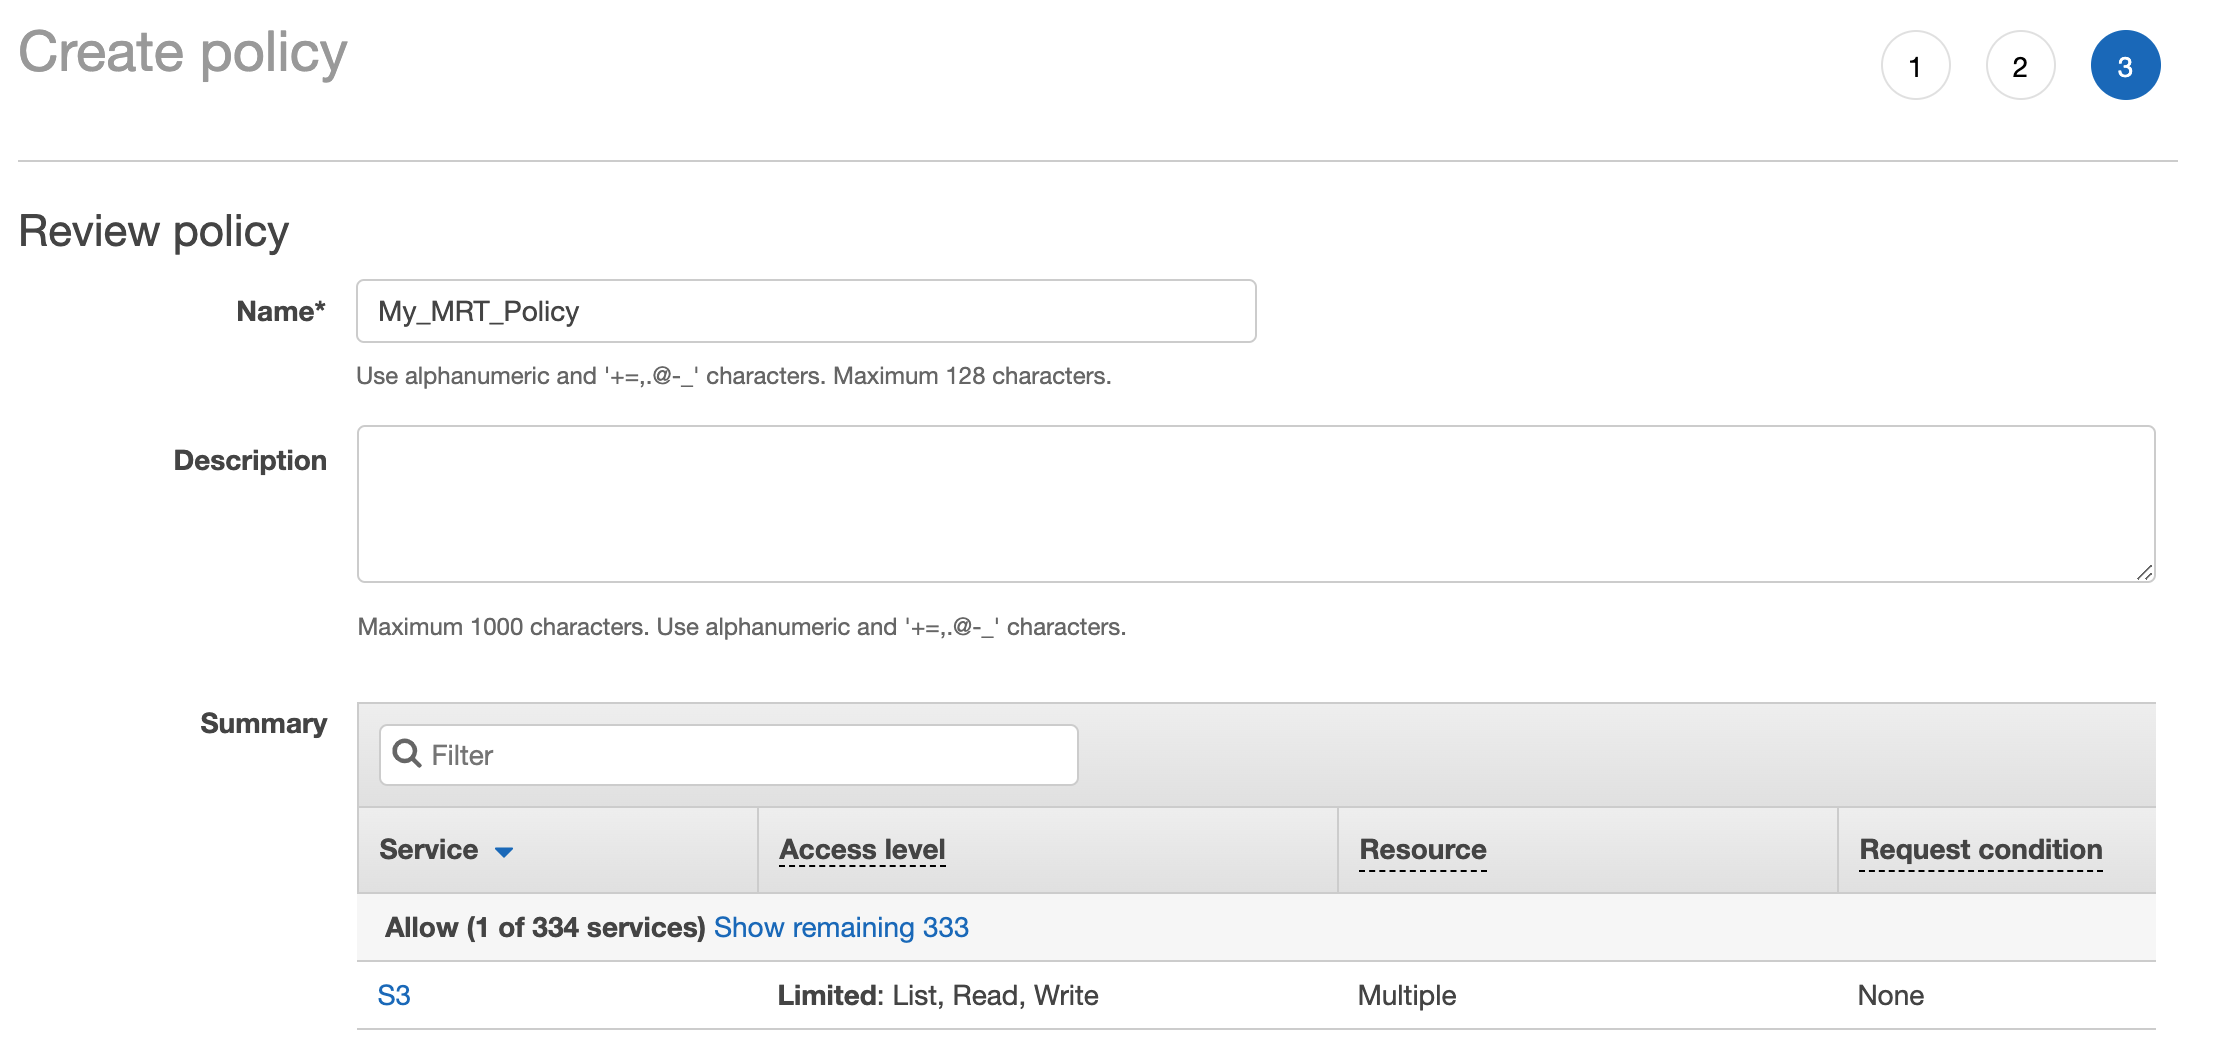 Create policy
1 2 3
Review policy
Name* My_MRT_Policy
Use alphanumeric and '+=,.@-_' characters. Maximum 128 characters.
Description
Maximum 1000 characters. Use alphanumeric and '+=,.@-_' characters.
Summary Filter
Service Access level Resource Request condition
Allow (1 of 334 services) Show remaining 333
S3 Limited: List, Read, Write Multiple None